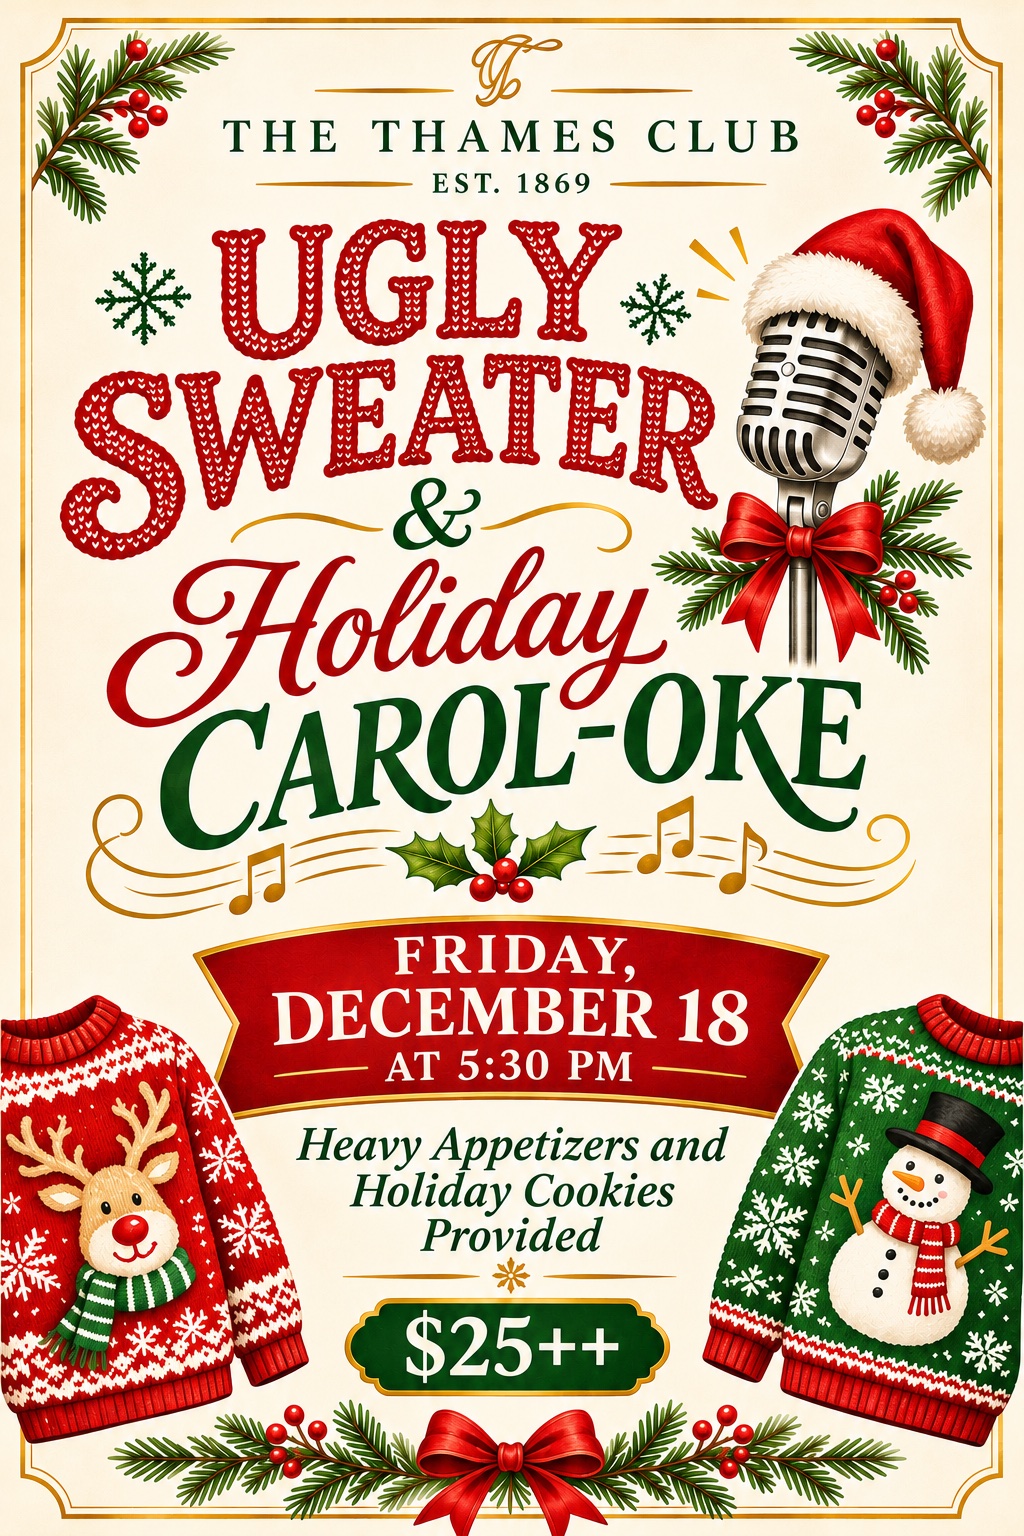 THE THAMES CLUB
EST. 1869
UGLY
SWEATER
&
Holiday
CAROL-OKE
FRIDAY,
DECEMBER 18
AT 5:30 PM
Heavy Appetizers and
Holiday Cookies
Provided
$25++